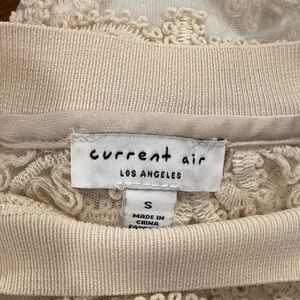 current air
LOS ANGELES
S
MADE IN
CHINA